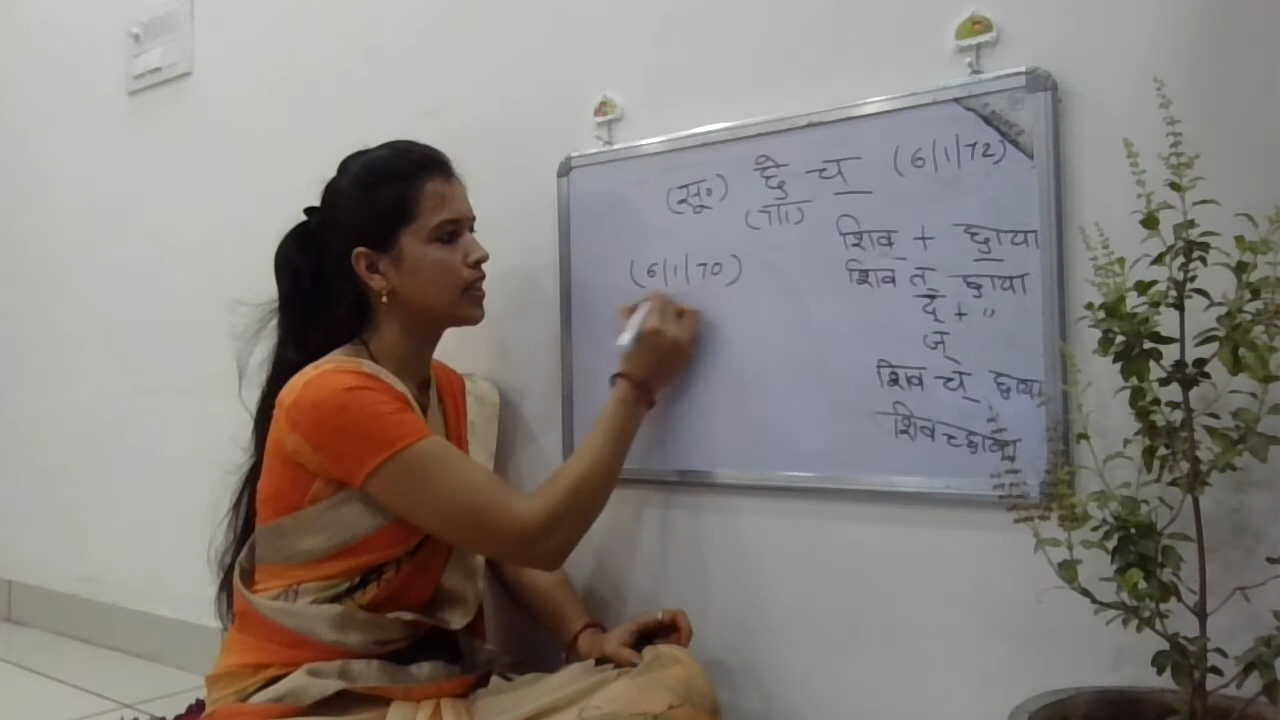 (सू०) छे च (6/1/72)
(7/1)
(6/1/70)
शिव + छाया
शिव त् छाया
द् + "
ज्
शिव च् छाया
शिवच्छाया